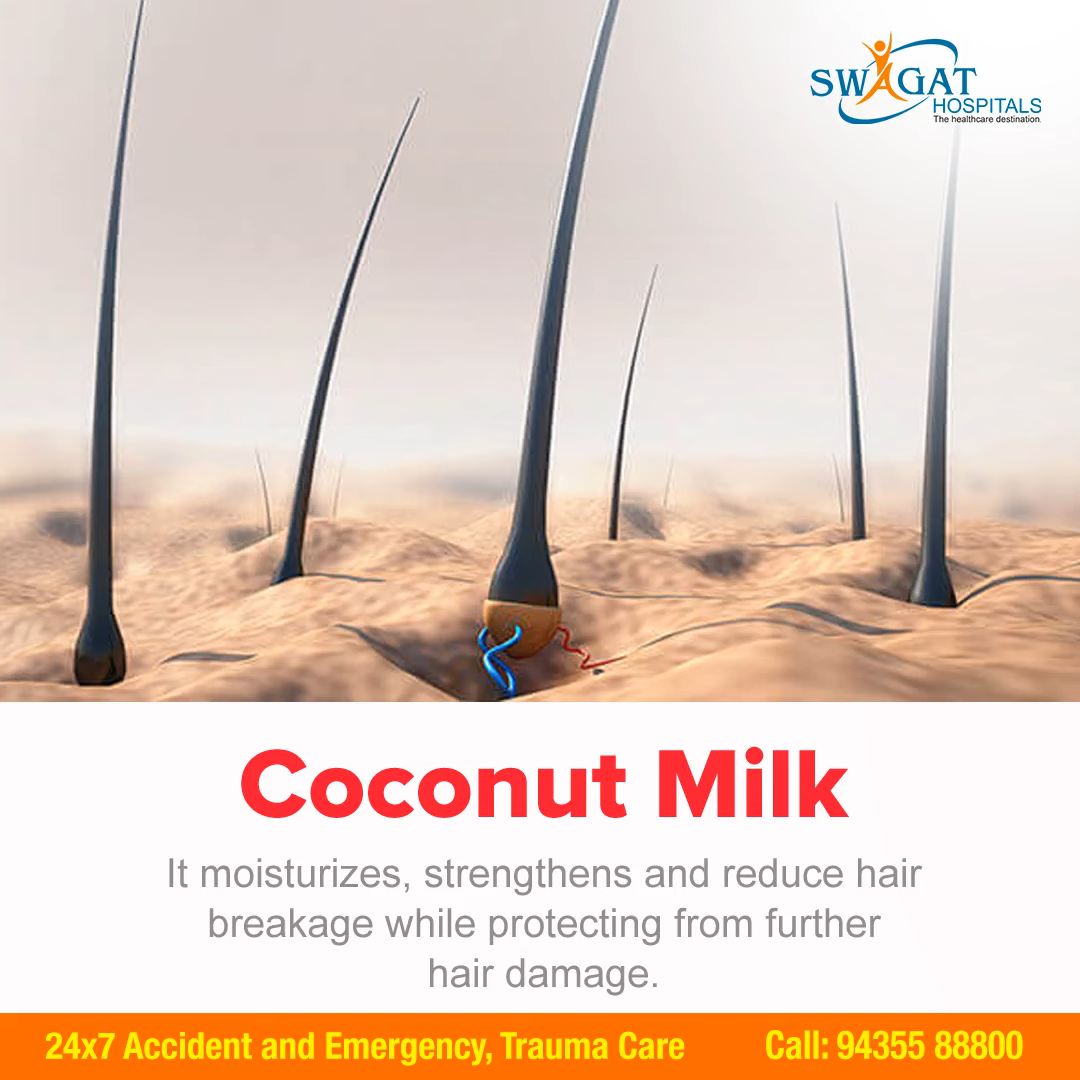 SWAGAT
HOSPITALS
The healthcare destination
Coconut Milk
It moisturizes, strengthens and reduce hair
breakage while protecting from further
hair damage.
24x7 Accident and Emergency, Trauma Care Call: 94355 88800